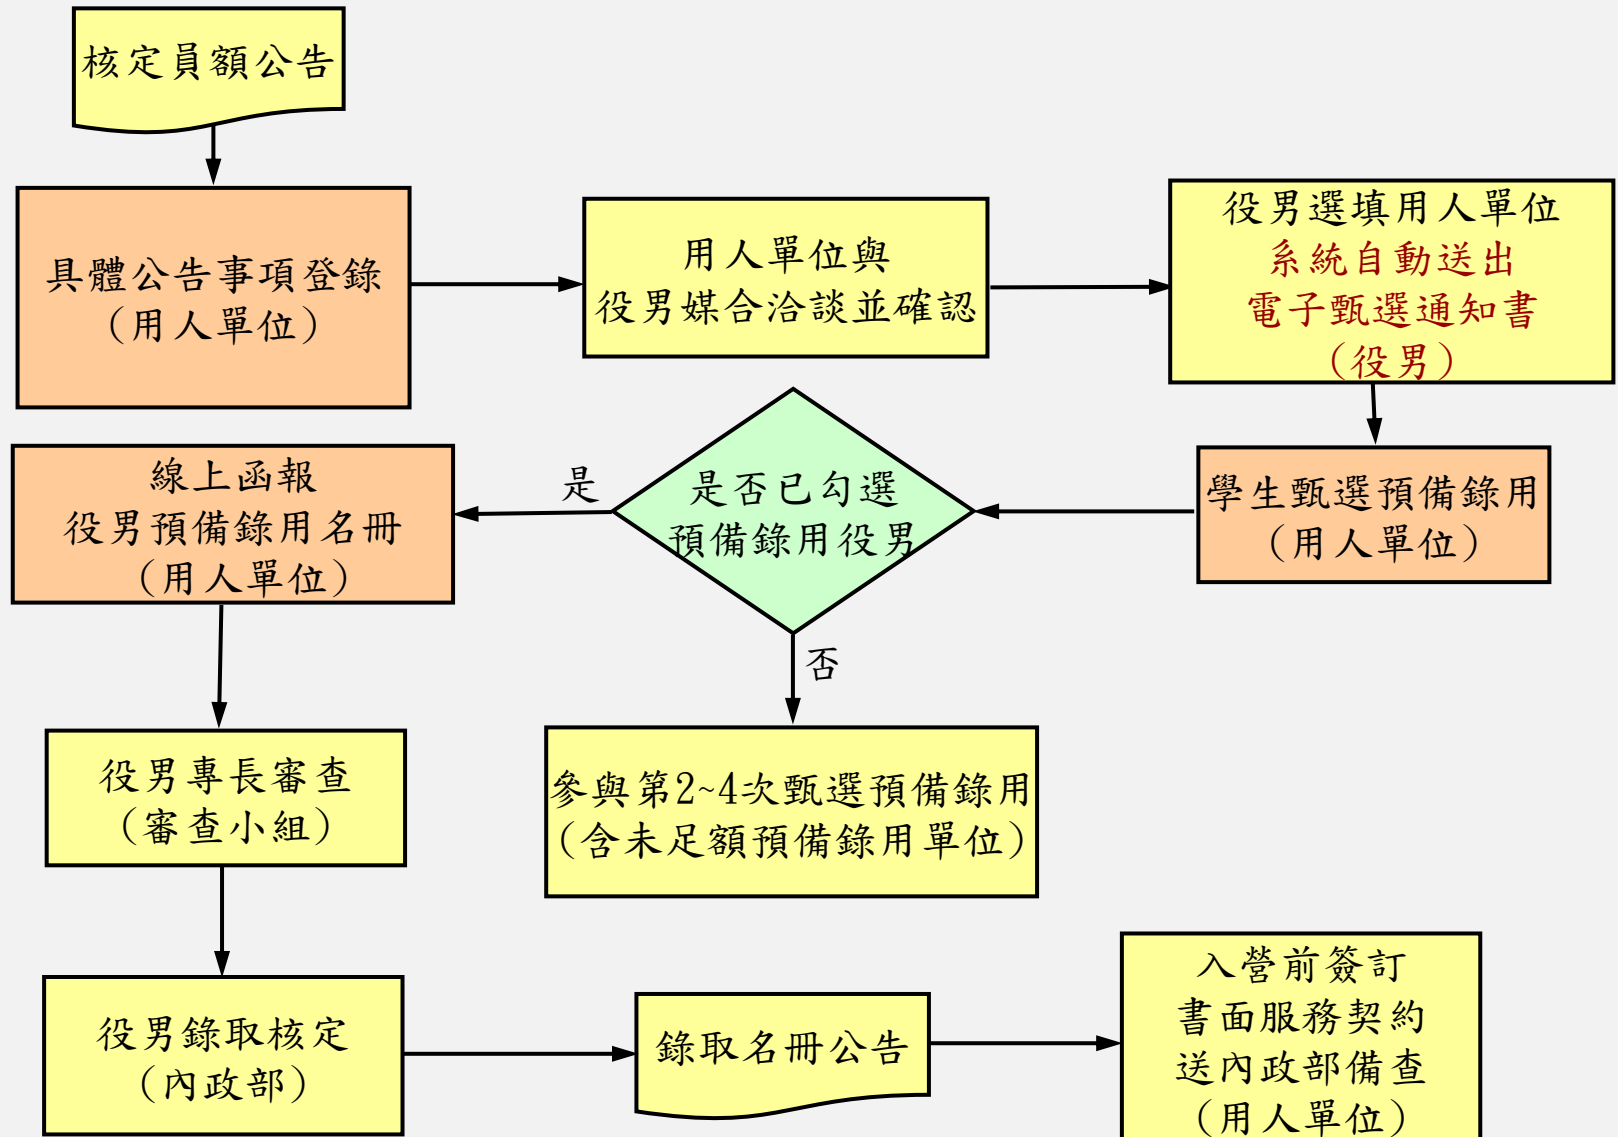 核定員額公告
具體公告事項登錄
（用人單位）
用人單位與
役男媒合洽談並確認
役男選填用人單位
系統自動送出
電子甄選通知書
（役男）
學生甄選預備錄用
（用人單位）
是否已勾選
預備錄用役男
是
線上函報
役男預備錄用名冊
（用人單位）
否
參與第2~4次甄選預備錄用
（含未足額預備錄用單位）
役男專長審查
（審查小組）
役男錄取核定
（內政部）
錄取名冊公告
入營前簽訂
書面服務契約
送內政部備查
（用人單位）